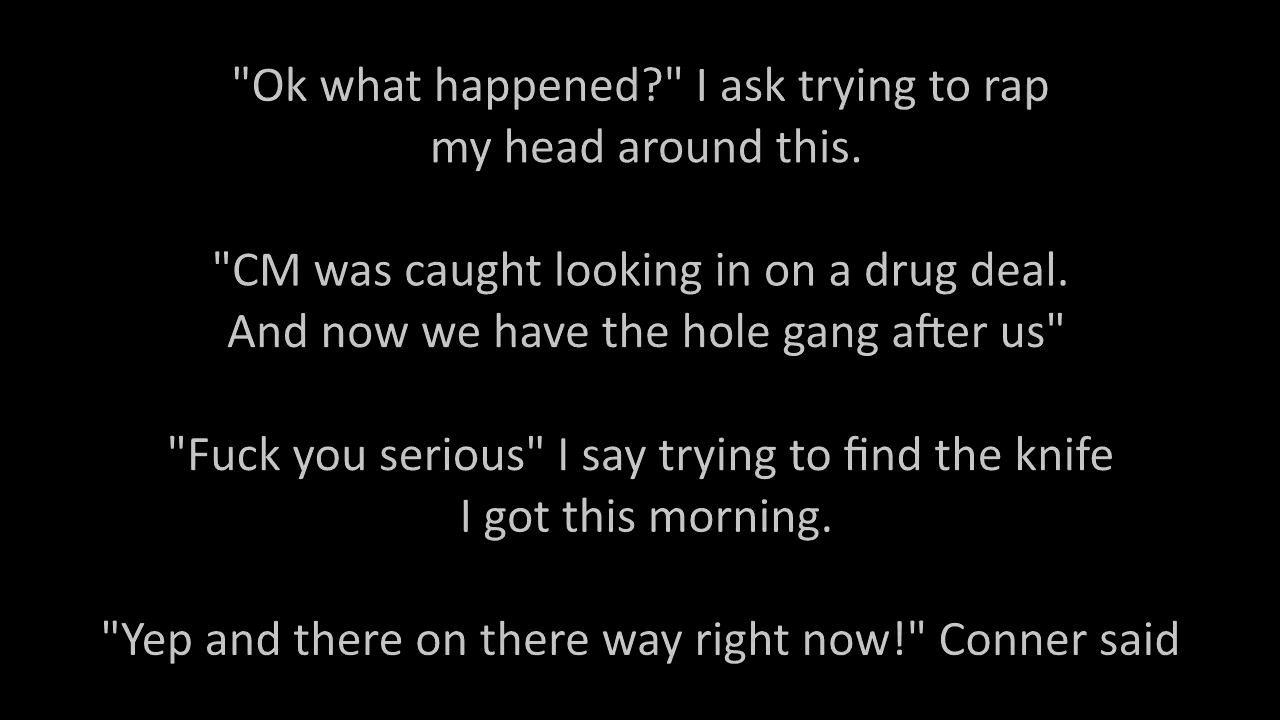 "Ok what happened?" I ask trying to rap
my head around this.
"CM was caught looking in on a drug deal.
And now we have the hole gang after us"
"Fuck you serious" I say trying to find the knife
I got this morning.
"Yep and there on there way right now!" Conner said